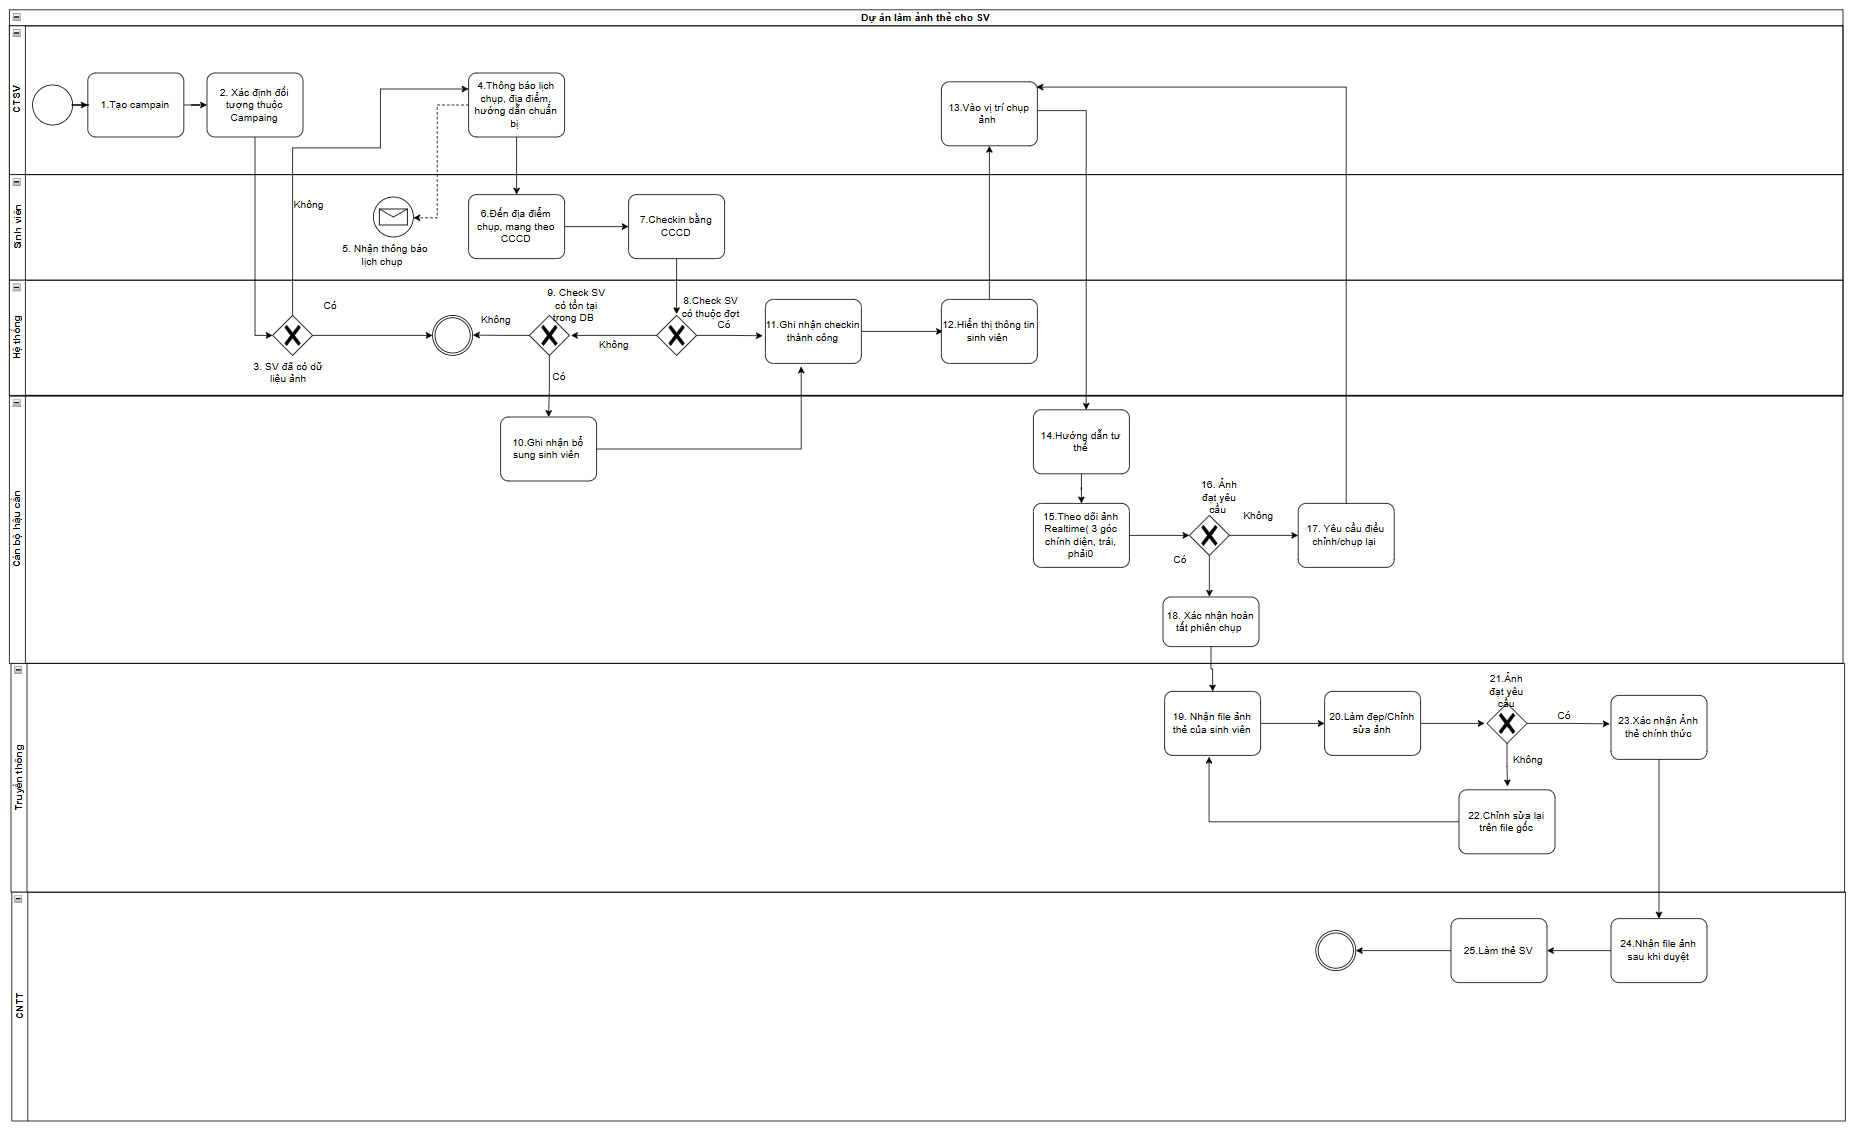 Dự án làm ảnh thẻ cho SV
CTSV
1.Tạo campain
2. Xác định đối
tượng thuộc
Campaing
4.Thông báo lịch
chụp, địa điểm,
hướng dẫn chuẩn
bị
13.Vào vị trí chụp
ảnh
Sinh viên
Không
5. Nhận thông báo
lịch chụp
6.Đến địa điểm
chụp, mang theo
CCCD
7.Checkin bằng
CCCD
Hệ thống
Có
3. SV đã có dữ
liệu ảnh
Không
9. Check SV
có tồn tại
trong DB
Có
Không
8.Check SV
có thuộc đợt
Có
11.Ghi nhận checkin
thành công
12.Hiển thị thông tin
sinh viên
Cán bộ hậu cần
10.Ghi nhận bổ
sung sinh viên
14.Hướng dẫn tư
thế
15.Theo dõi ảnh
Realtime( 3 góc
chính diện, trái,
phải0
16. Ảnh
đạt yêu
cầu
Không
Có
17. Yêu cầu điều
chỉnh/chụp lại
18. Xác nhận hoàn
tất phiên chụp
Truyền thông
19. Nhận file ảnh
thẻ của sinh viên
20.Làm đẹp/Chỉnh
sửa ảnh
21.Ảnh
đạt yêu
cầu
Có
Không
23.Xác nhận Ảnh
thẻ chính thức
22.Chỉnh sửa lại
trên file gốc
CNTT
25.Làm thẻ SV
24.Nhận file ảnh
sau khi duyệt